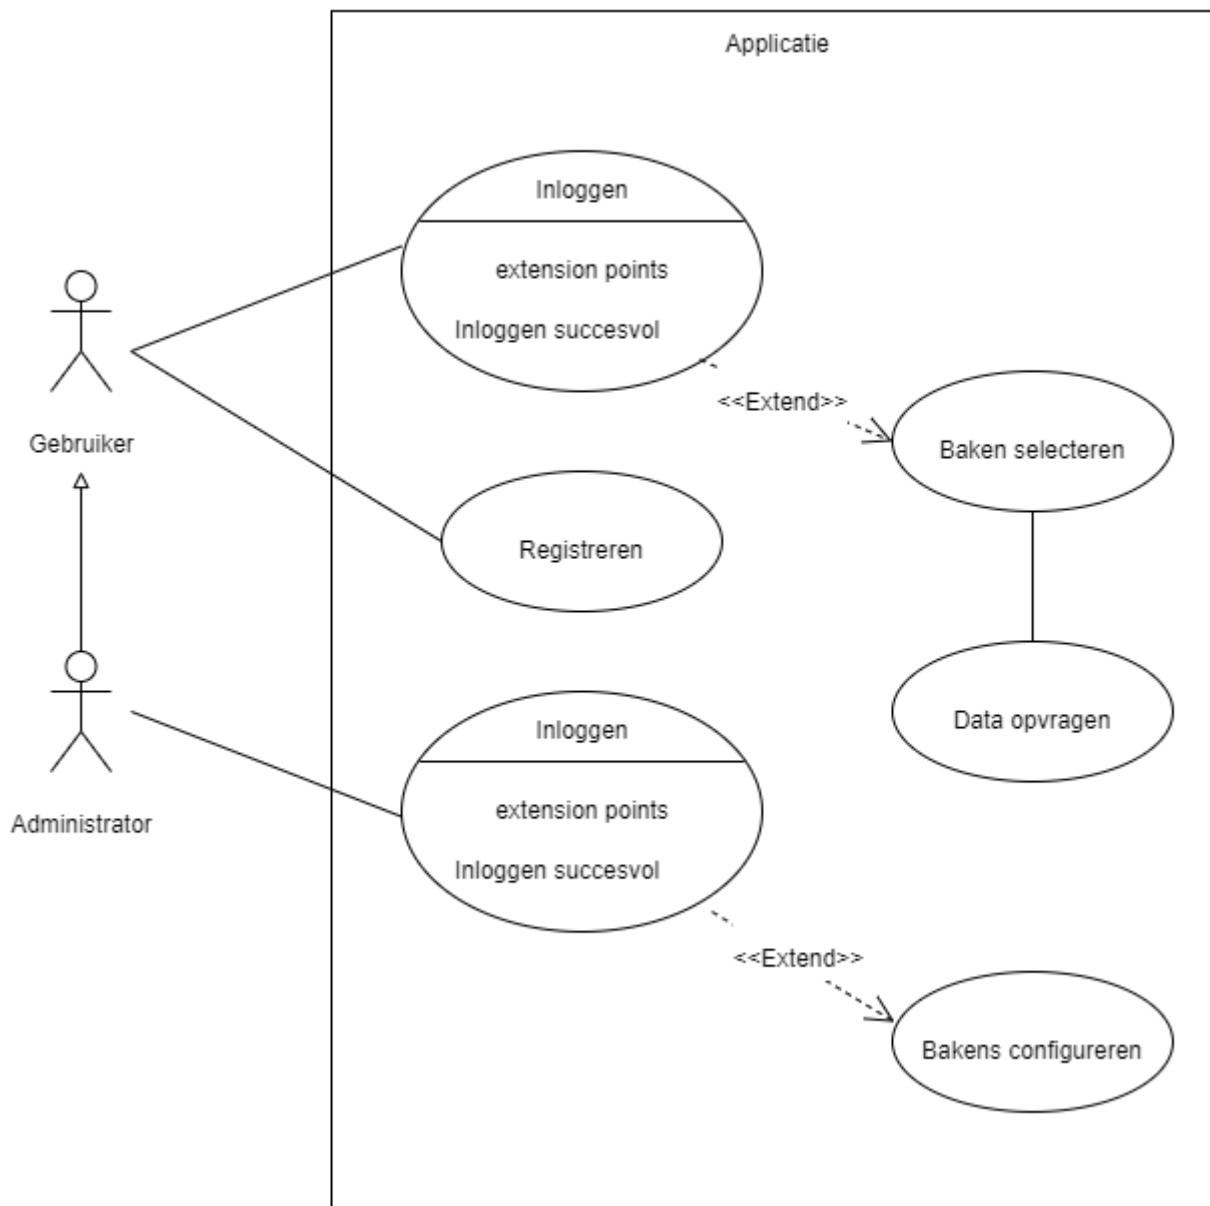 Applicatie
Inloggen
extension points
Inloggen succesvol
<<Extend>>
Gebruiker
Baken selecteren
Registreren
Inloggen
Data opvragen
extension points
Administrator
Inloggen succesvol
<<Extend>>
Bakens configureren